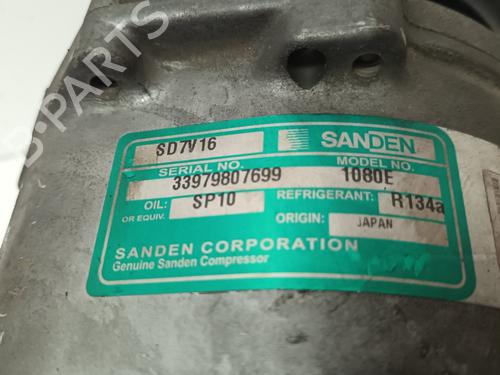 SD7V16 SANDEN
SERIAL NO. MODEL NO.
33979807699 1080E
OIL: SP10 REFRIGERANT: R134a
OR EQUIV. ORIGIN: JAPAN
SANDEN CORPORATION
Genuine Sanden Compressor